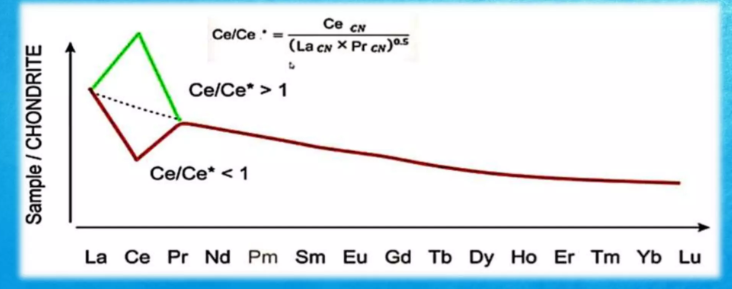 Ce/Ce.* = Ce CN
(La CN × Pr CN)0.5
Sample / CHONDRITE
Ce/Ce* > 1
Ce/Ce* < 1
La Ce Pr Nd Pm Sm Eu Gd Tb Dy Ho Er Tm Yb Lu